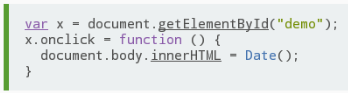 var x = document.getElementById("demo");
x.onclick = function () {
  document.body.innerHTML = Date();
}